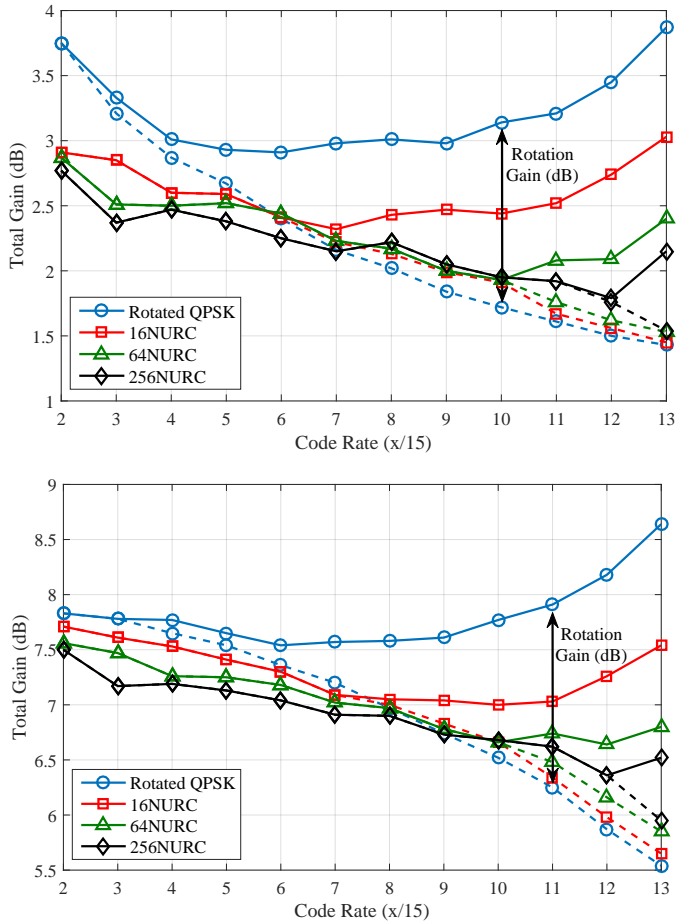 4
3.5
3
2.5
2
1.5
1
Total Gain (dB)
Rotation
Gain (dB)
Rotated QPSK
16NURC
64NURC
256NURC
2 3 4 5 6 7 8 9 10 11 12 13
Code Rate (x/15)
9
8.5
8
7.5
7
6.5
6
5.5
Total Gain (dB)
Rotation
Gain (dB)
Rotated QPSK
16NURC
64NURC
256NURC
2 3 4 5 6 7 8 9 10 11 12 13
Code Rate (x/15)